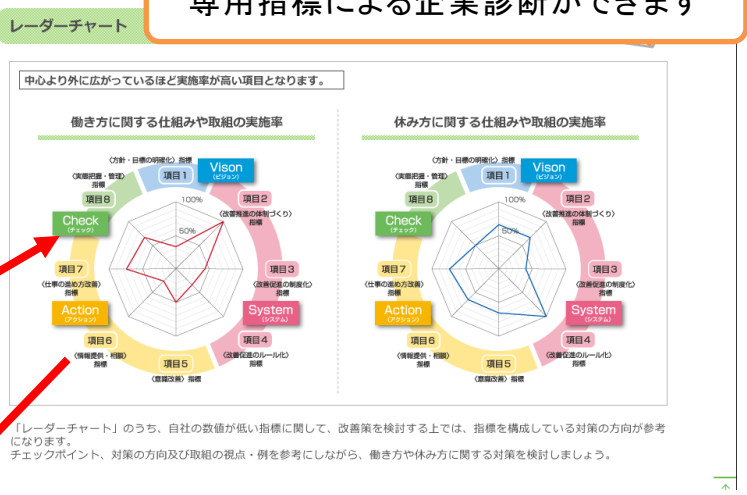 専用指標による企業診断ができます
レーダーチャート
中心より外に広がっているほど実施率が高い項目となります。
働き方に関する仕組みや取組の実施率
〈方針・目標の明確化〉指標
Vison
(ビジョン)
〈実態把握・管理〉
指標
項目1
項目8
項目2
100%
Check
(チェック)
〈改善推進の体制づくり〉
指標
50%
項目7
項目3
〈仕事の進め方改善〉
指標
〈改善促進の制度化〉
指標
Action
(アクション)
System
(システム)
項目6
項目4
〈情報提供・相談〉
指標
〈改善促進のルール化〉
指標
項目5
〈意識改善〉指標
休み方に関する仕組みや取組の実施率
〈方針・目標の明確化〉指標
Vison
(ビジョン)
〈実態把握・管理〉
指標
項目1
項目8
項目2
100%
Check
(チェック)
〈改善推進の体制づくり〉
指標
50%
項目7
項目3
〈仕事の進め方改善〉
指標
〈改善促進の制度化〉
指標
Action
(アクション)
System
(システム)
項目6
項目4
〈情報提供・相談〉
指標
〈改善促進のルール化〉
指標
項目5
〈意識改善〉指標
「レーダーチャート」のうち、自社の数値が低い指標に関して、改善策を検討する上では、指標を構成している対策の方向が参考
になります。
チェックポイント、対策の方向及び取組の視点・例を参考にしながら、働き方や休み方に関する対策を検討しましょう。